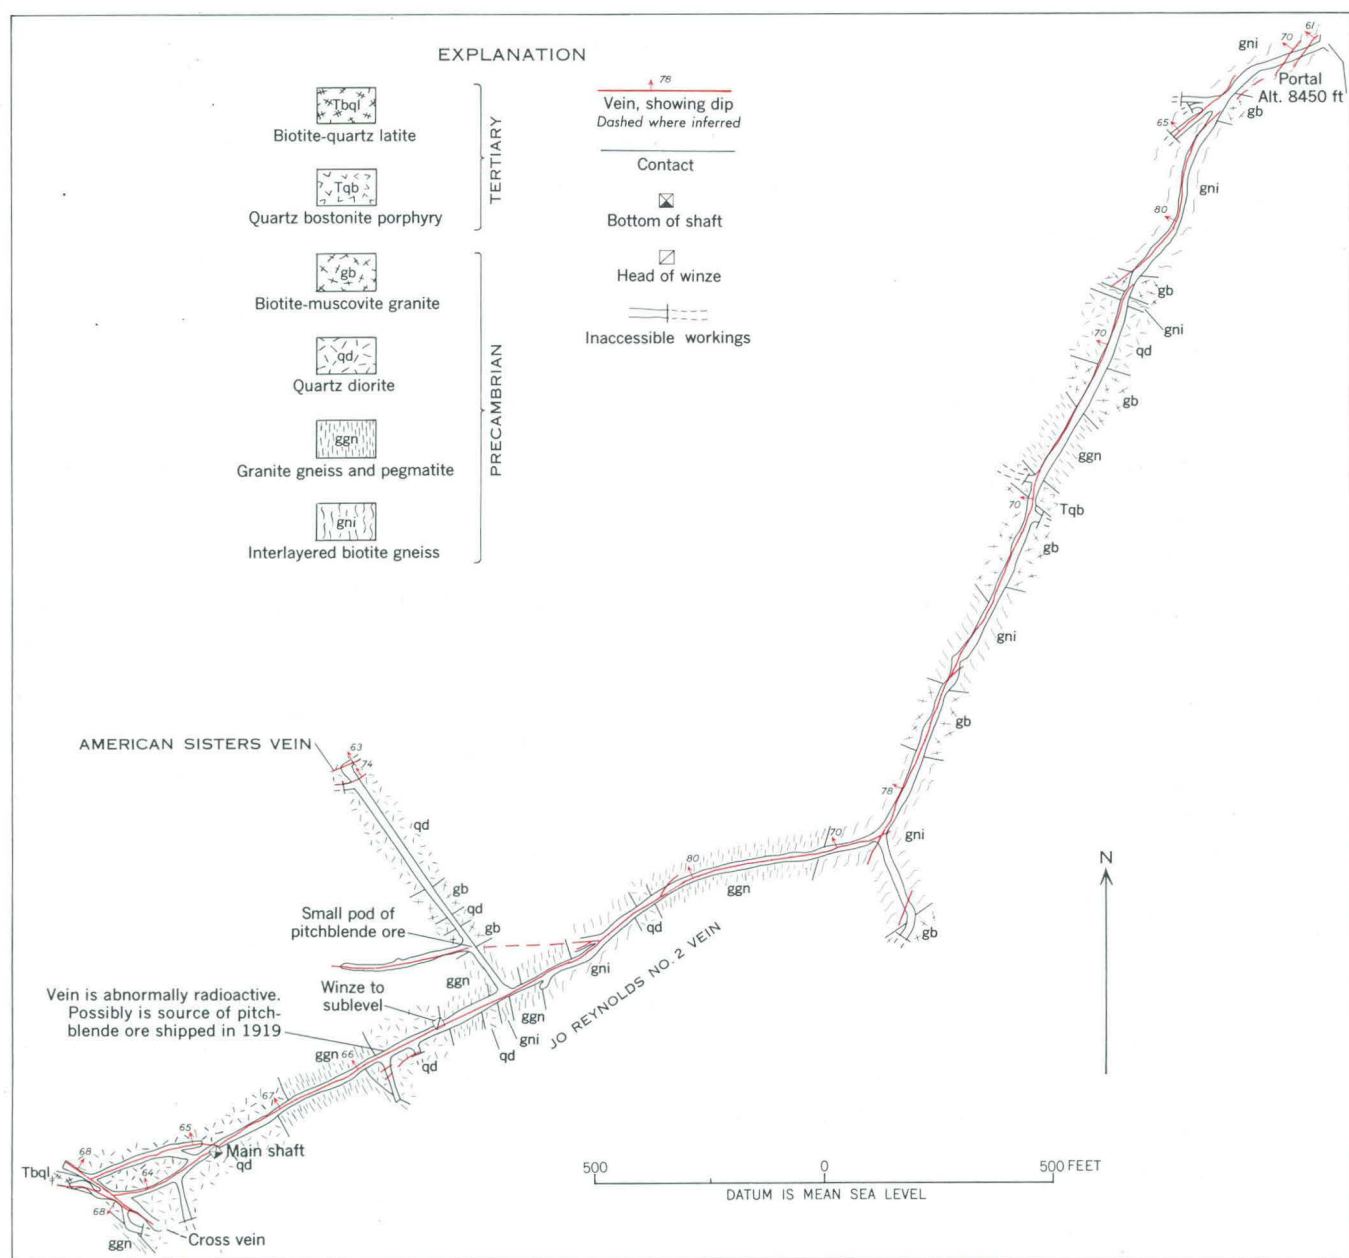 EXPLANATION
Tbql
Biotite-quartz latite
Tqb
Quartz bostonite porphyry
TERTIARY
gb
Biotite-muscovite granite
qd
Quartz diorite
ggn
Granite gneiss and pegmatite
gni
Interlayered biotite gneiss
PRECAMBRIAN
78
Vein, showing dip
Dashed where inferred
Contact
Bottom of shaft
Head of winze
Inaccessible workings
61
70
gni
Portal
Alt. 8450 ft
gb
65
gni
80
gb
gni
70
qd
gb
ggn
70
Tqb
gb
gni
gb
78
gni
gb
N
AMERICAN SISTERS VEIN
63
74
qd
gb
qd
gb
Small pod of
pitchblende ore
70
80
ggn
qd
gni
JO REYNOLDS NO. 2 VEIN
ggn
Winze to
sublevel
ggn
gni
qd
Vein is abnormally radioactive.
Possibly is source of pitch-
blende ore shipped in 1919
ggn
66
qd
67
65
Main shaft
qd
68
64
Tbql
68
Cross vein
ggn
500
0
500 FEET
DATUM IS MEAN SEA LEVEL